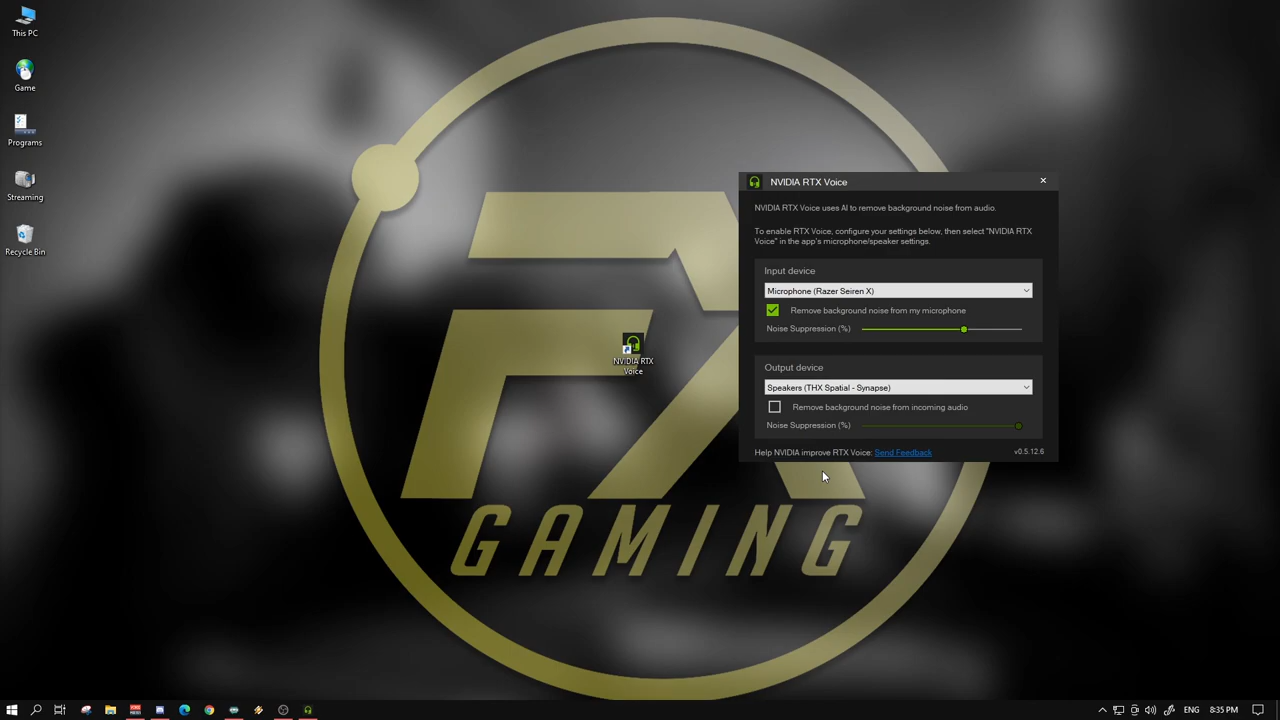 This PC
Game
Programs
Streaming
Recycle Bin
NVIDIA RTX
Voice
FX
GAMING
NVIDIA RTX Voice
NVIDIA RTX Voice uses AI to remove background noise from audio.
To enable RTX Voice, configure your settings below, then select "NVIDIA RTX
Voice" in the app's microphone/speaker settings.
Input device
Microphone (Razer Seiren X)
Remove background noise from my microphone
Noise Suppression (%)
Output device
Speakers (THX Spatial - Synapse)
Remove background noise from incoming audio
Noise Suppression (%)
Help NVIDIA improve RTX Voice: Send Feedback
v0.5.12.6
ENG
8:35 PM